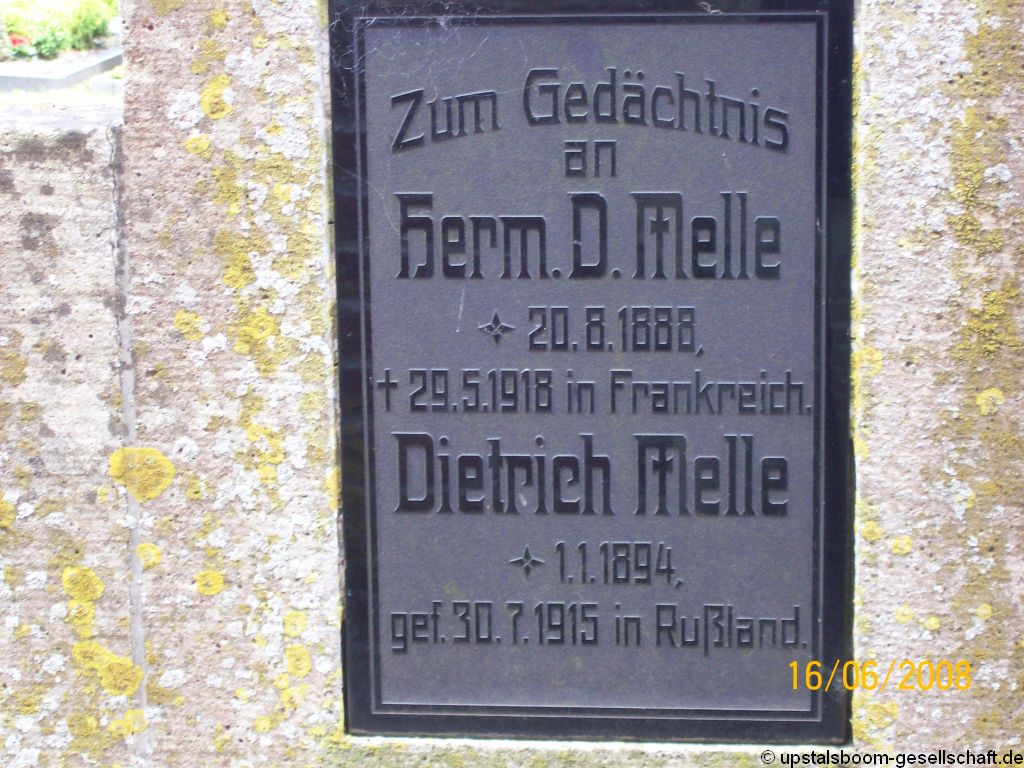 Zum Gedächtnis
an
Herm. D. Melle
20.8.1888,
† 29.5.1918 in Frankreich.
Dietrich Melle
1.1.1894,
gef. 30.7.1915 in Rußland.
16/06/2008
© upstalsboom-gesellschaft.de